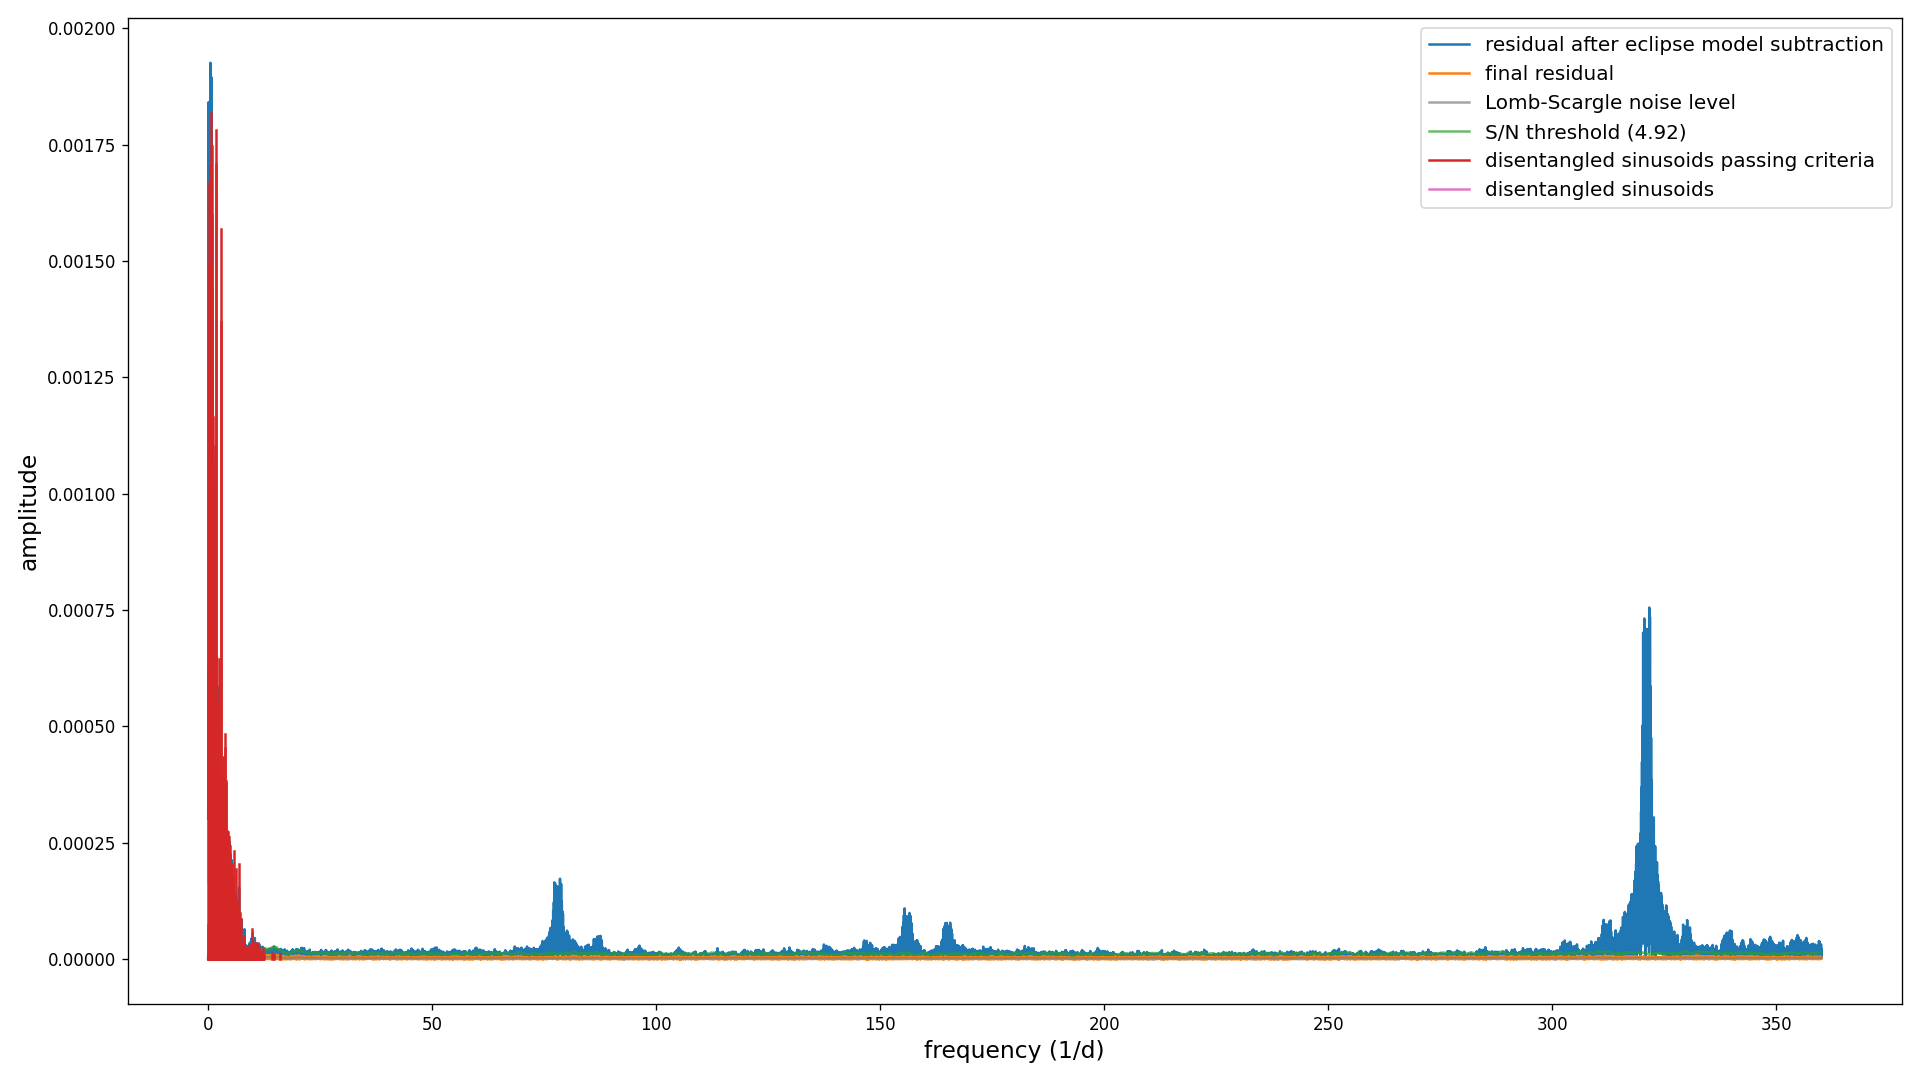 0.00200
0.00175
0.00150
0.00125
0.00100
0.00075
0.00050
0.00025
0.00000
amplitude
residual after eclipse model subtraction
final residual
Lomb-Scargle noise level
S/N threshold (4.92)
disentangled sinusoids passing criteria
disentangled sinusoids
0 50 100 150 200 250 300 350
frequency (1/d)